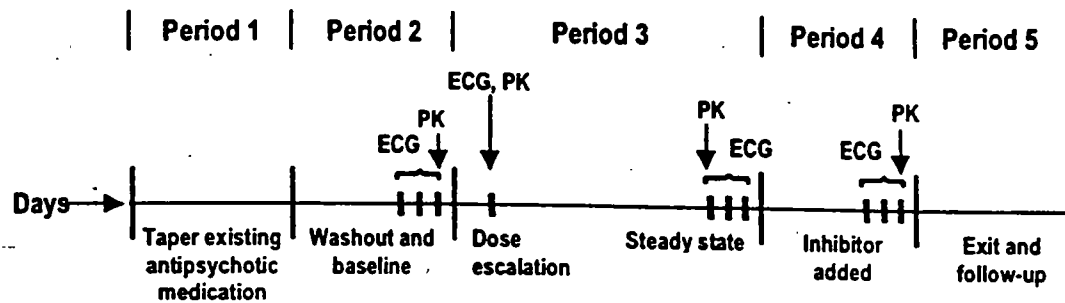 Period 1 Period 2 Period 3 Period 4 Period 5
ECG, PK
PK PK PK
ECG ECG ECG
Days
Taper existing antipsychotic medication
Washout and baseline
Dose escalation
Steady state
Inhibitor added
Exit and follow-up